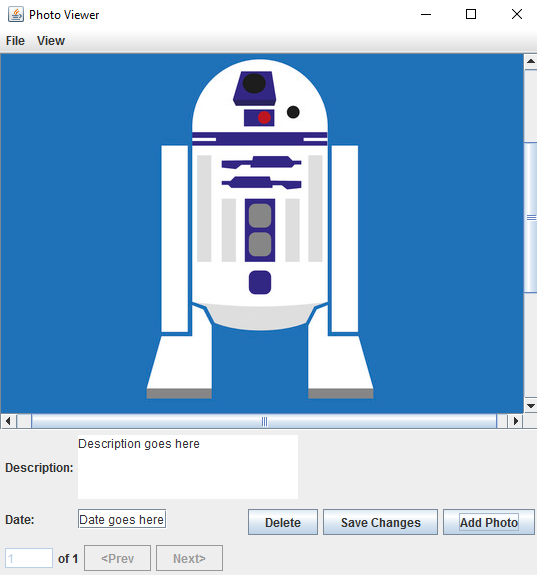 Photo Viewer
File View
Description: Description goes here
Date: Date goes here Delete Save Changes Add Photo
1 of 1 <Prev Next>